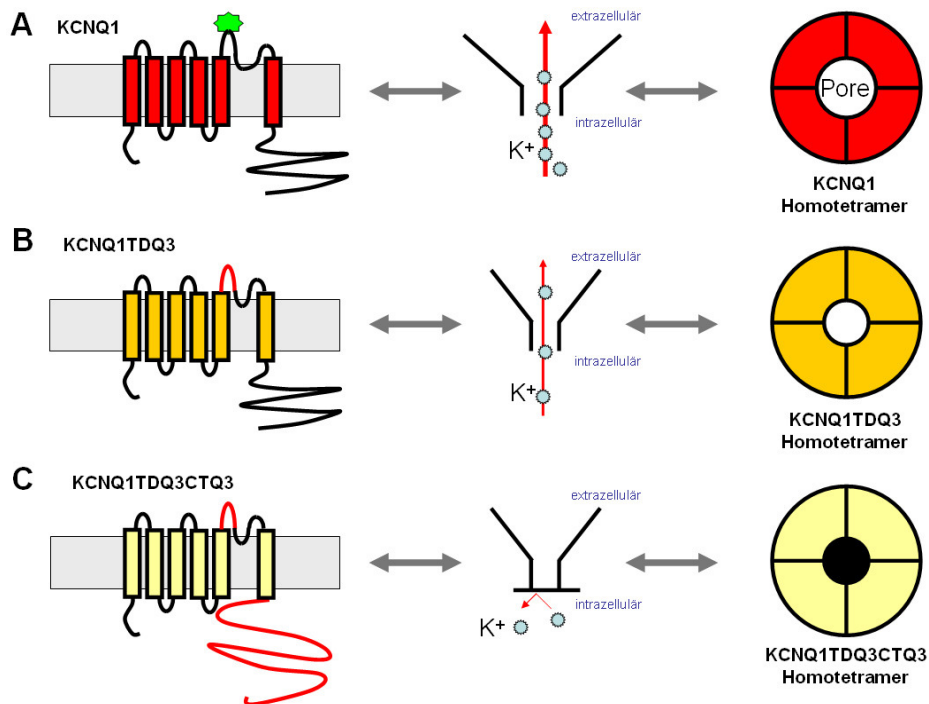 A
KCNQ1
extrazellulär
intrazellulär
K+
Pore
KCNQ1
Homotetramer
B
KCNQ1TDQ3
extrazellulär
intrazellulär
K+
KCNQ1TDQ3
Homotetramer
C
KCNQ1TDQ3CTQ3
extrazellulär
intrazellulär
K+
KCNQ1TDQ3CTQ3
Homotetramer